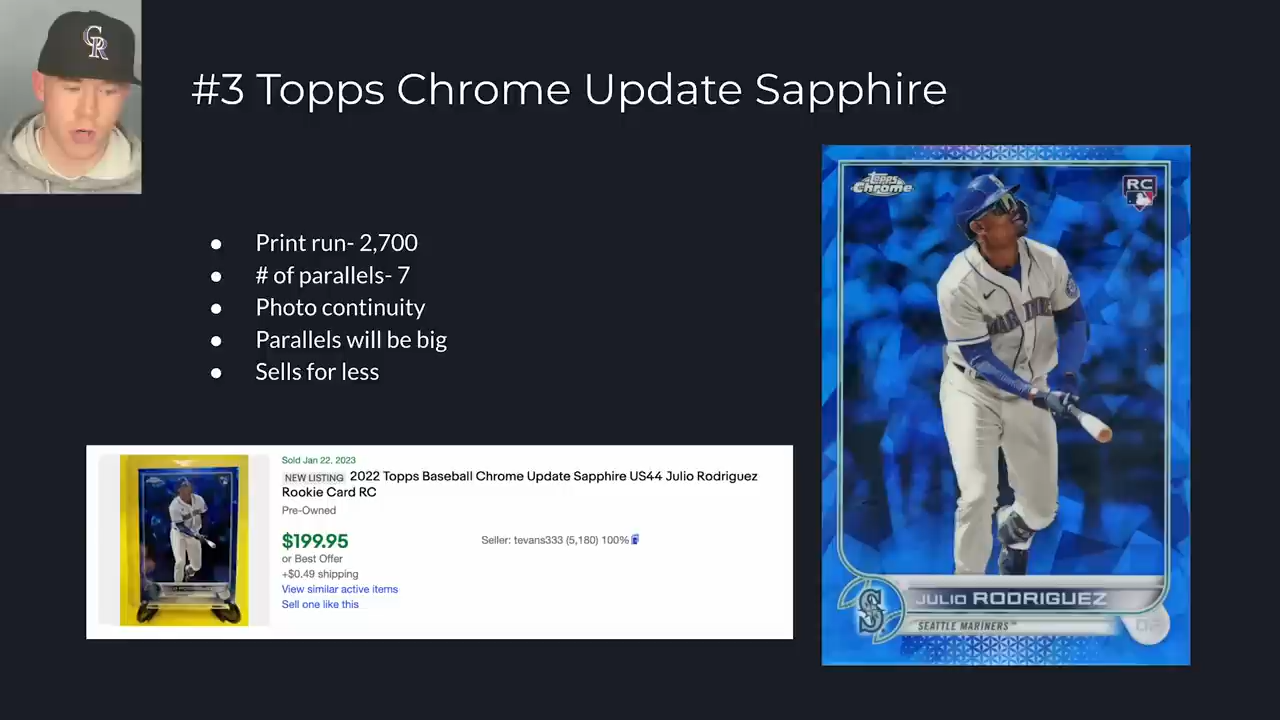 #3 Topps Chrome Update Sapphire
Print run- 2,700
# of parallels- 7
Photo continuity
Parallels will be big
Sells for less
Sold Jan 22, 2023
NEW LISTING 2022 Topps Baseball Chrome Update Sapphire US44 Julio Rodriguez
Rookie Card RC
Pre-Owned
$199.95
or Best Offer
+$0.49 shipping
View similar active items
Sell one like this
Seller: tevans333 (5,180) 100%
Topps
Chrome
RC
JULIO RODRIGUEZ
SEATTLE MARINERS™
OF
CR
S